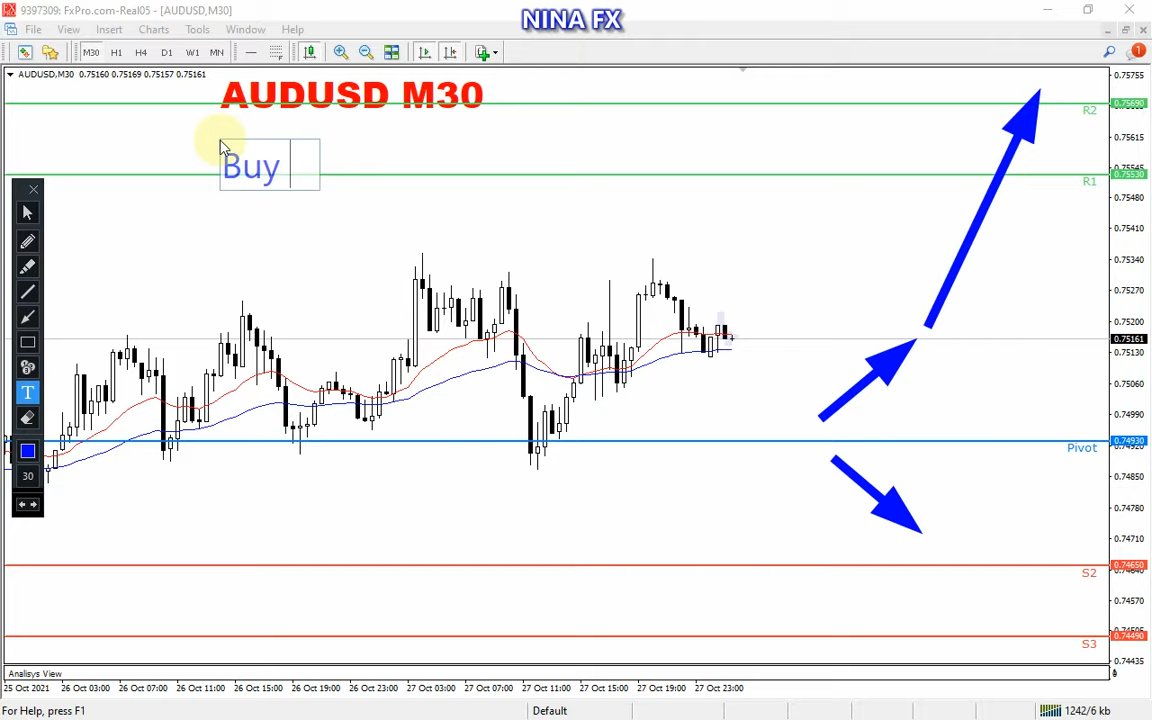 9397309: FxPro.com-Real05 - [AUDUSD,M30]
NINA FX
File View Insert Charts Tools Window Help
M30 H1 H4 D1 W1 MN
1
AUDUSD,M30 0.75160 0.75169 0.75157 0.75161
AUDUSD M30
Buy
0.75755
0.75690
R2
0.75615
0.75545
0.75530
R1
0.75480
0.75410
0.75340
0.75270
0.75200
0.75161
0.75130
0.75060
0.74990
0.74930
Pivot
0.74850
0.74780
0.74710
0.74650
S2
0.74570
0.74490
S3
0.74435
T
30
Analisys View
25 Oct 2021 26 Oct 03:00 26 Oct 07:00 26 Oct 11:00 26 Oct 15:00 26 Oct 19:00 26 Oct 23:00 27 Oct 03:00 27 Oct 07:00 27 Oct 11:00 27 Oct 15:00 27 Oct 19:00 27 Oct 23:00
For Help, press F1 Default 1242/6 kb